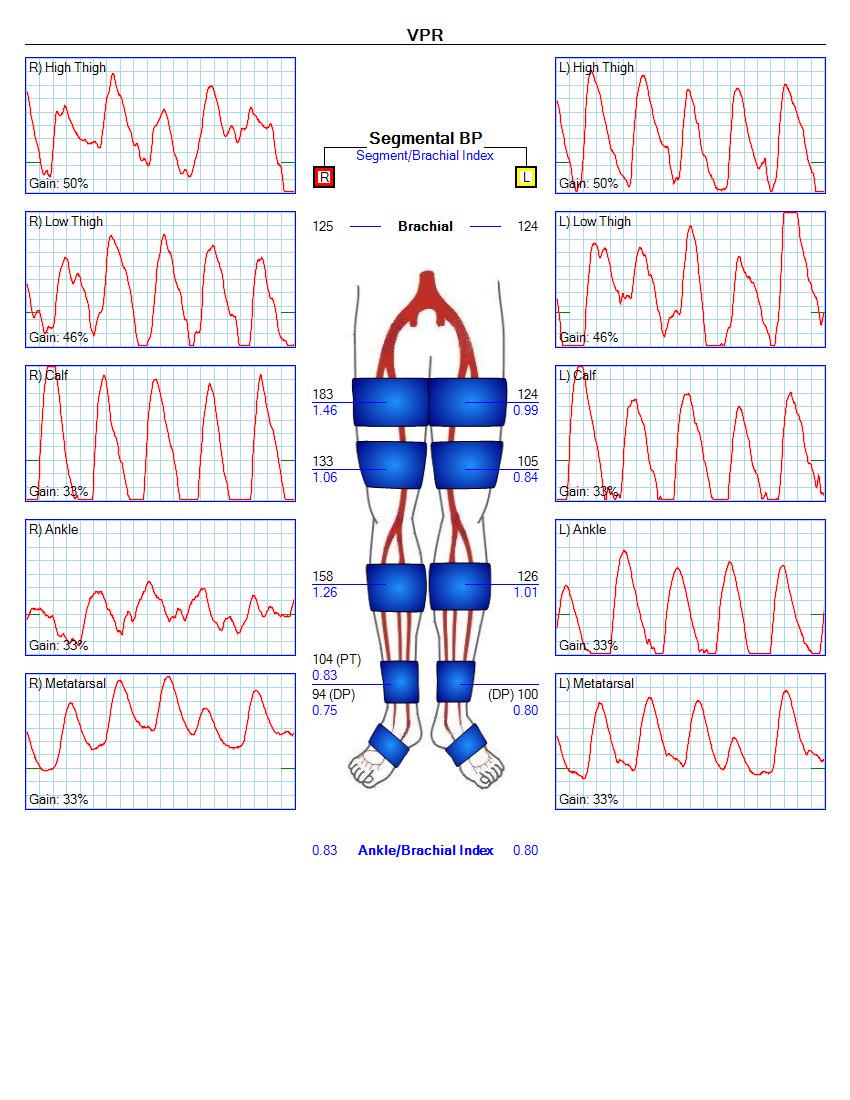 VPR
R) High Thigh
Gain: 50%
L) High Thigh
Gain: 50%
Segmental BP
Segment/Brachial Index
R
L
125 Brachial 124
R) Low Thigh
Gain: 46%
L) Low Thigh
Gain: 46%
R) Calf
Gain: 33%
L) Calf
Gain: 33%
183
1.46
124
0.99
133
1.06
105
0.84
R) Ankle
Gain: 33%
L) Ankle
Gain: 33%
158
1.26
126
1.01
104 (PT)
0.83
94 (DP)
0.75
(DP) 100
0.80
R) Metatarsal
Gain: 33%
L) Metatarsal
Gain: 33%
0.83 Ankle/Brachial Index 0.80